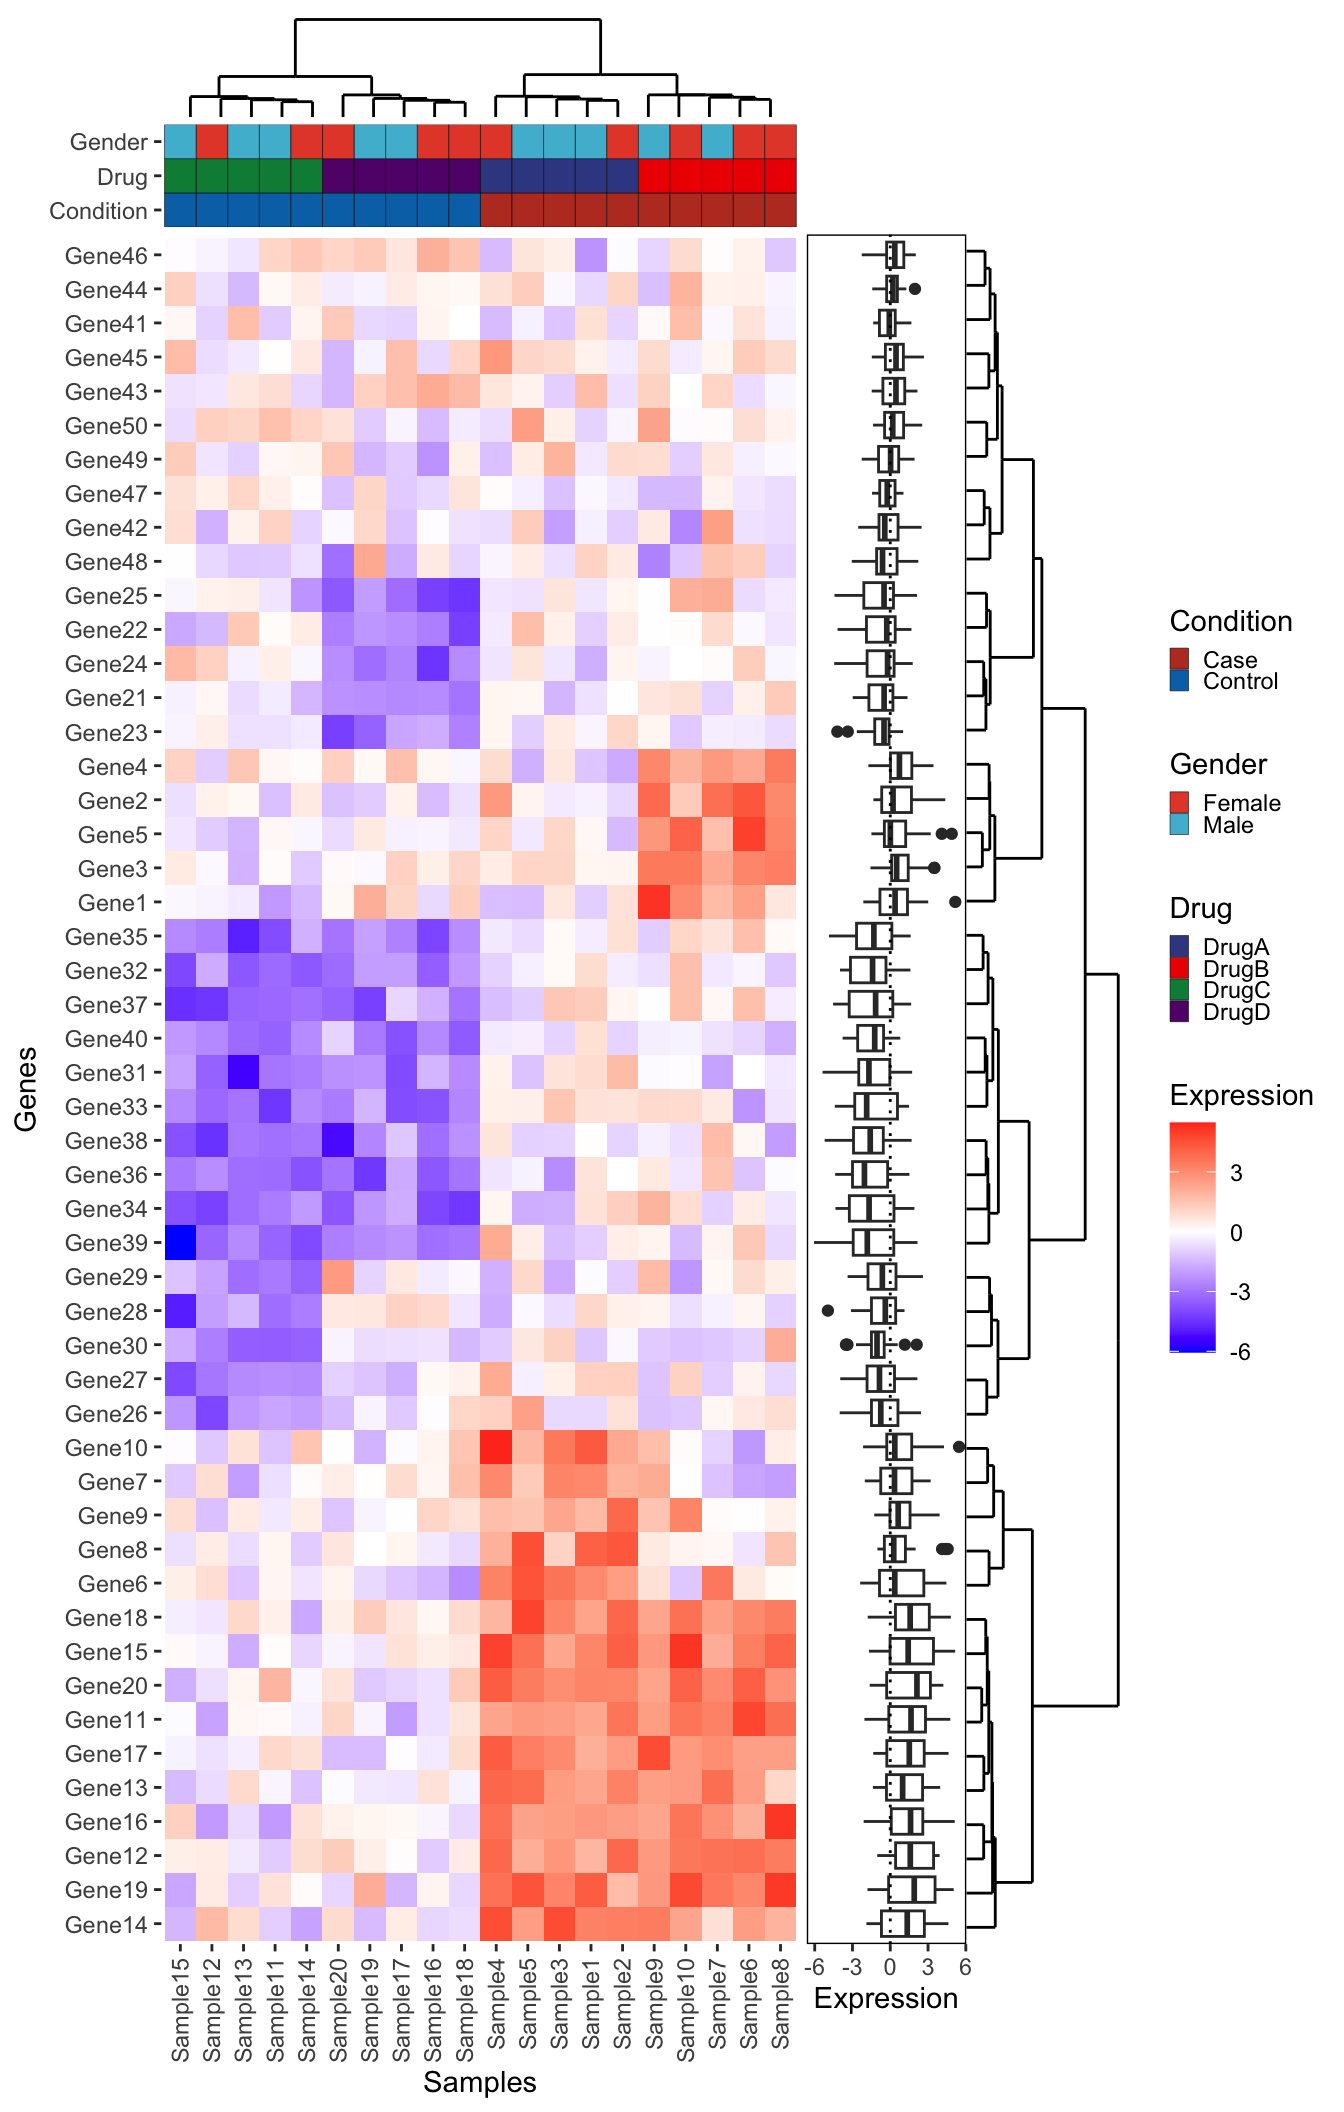 Gender
Drug
Condition
Gene46
Gene44
Gene41
Gene45
Gene43
Gene50
Gene49
Gene47
Gene42
Gene48
Gene25
Gene22
Gene24
Gene21
Gene23
Gene4
Gene2
Gene5
Gene3
Gene1
Gene35
Gene32
Gene37
Gene40
Gene31
Gene33
Gene38
Gene36
Gene34
Gene39
Gene29
Gene28
Gene30
Gene27
Gene26
Gene10
Gene7
Gene9
Gene8
Gene6
Gene18
Gene15
Gene20
Gene11
Gene17
Gene13
Gene16
Gene12
Gene19
Gene14
Genes
Sample15
Sample12
Sample13
Sample11
Sample14
Sample20
Sample19
Sample17
Sample16
Sample18
Sample4
Sample5
Sample3
Sample1
Sample2
Sample9
Sample10
Sample7
Sample6
Sample8
Samples
-6 -3 0 3 6
Expression
Condition
Case
Control
Gender
Female
Male
Drug
DrugA
DrugB
DrugC
DrugD
Expression
3
0
-3
-6